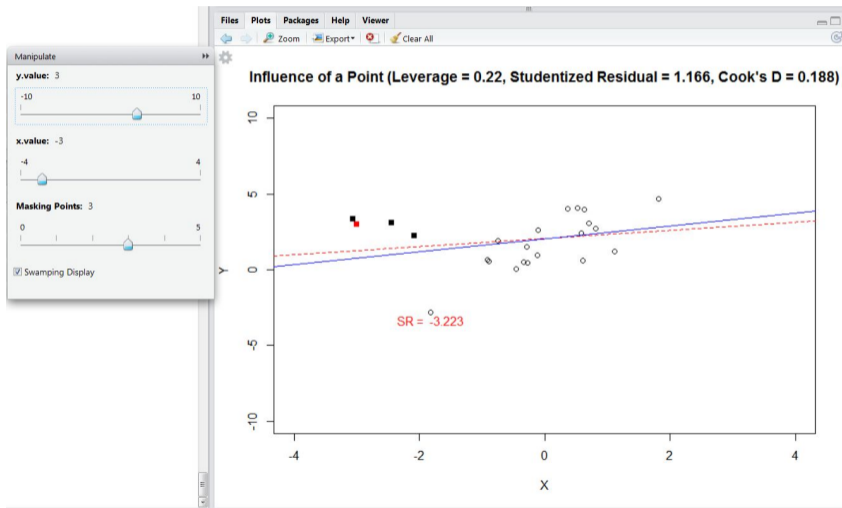 Files Plots Packages Help Viewer
Zoom Export Clear All
Manipulate
y.value: 3
-10 10
x.value: -3
-4 4
Masking Points: 3
0 5
Swamping Display
Influence of a Point (Leverage = 0.22, Studentized Residual = 1.166, Cook's D = 0.188)
10
5
0
-5
-10
Y
SR = -3.223
-4 -2 0 2 4
X